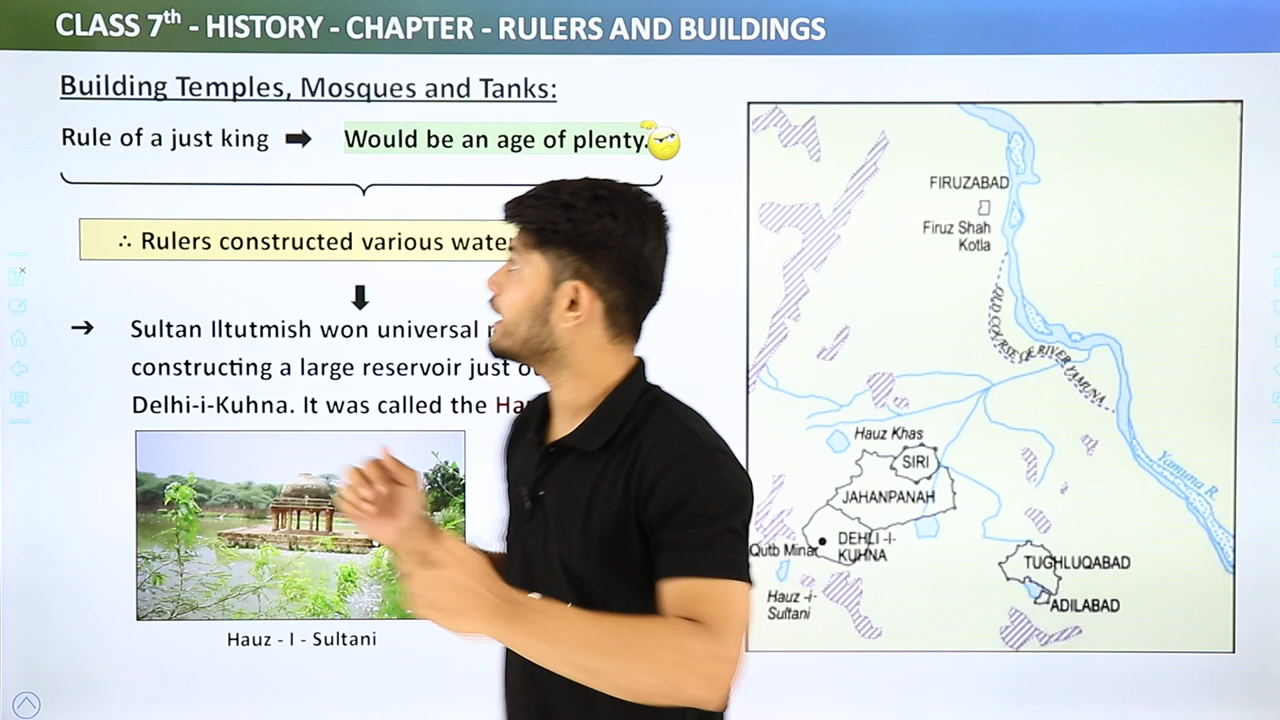 CLASS 7th - HISTORY - CHAPTER - RULERS AND BUILDINGS
Building Temples, Mosques and Tanks:
Rule of a just king ➡ Would be an age of plenty.
∴ Rulers constructed various
➔ Sultan Iltutmish won universal
constructing a large reservoir just
Delhi-i-Kuhna. It was called the
Hauz - I - Sultani
FIRUZABAD
Firuz Shah
Kotla
OLD COURSE OF RIVER YAMUNA
Hauz Khas
SIRI
JAHANPANAH
Qutb Minar
DEHLI -I-
KUHNA
Hauz -i-
Sultani
TUGHLUQABAD
ADILABAD
Yamuna R.